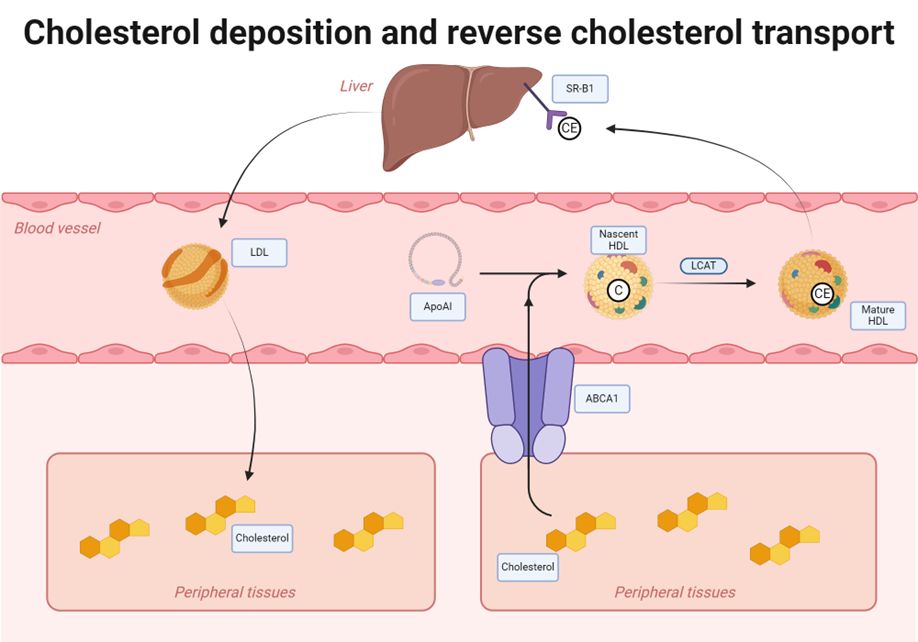 Cholesterol deposition and reverse cholesterol transport
Liver
SR-B1
CE
Blood vessel
LDL
ApoAI
Nascent
HDL
C
LCAT
CE
Mature
HDL
ABCA1
Cholesterol
Peripheral tissues
Cholesterol
Peripheral tissues